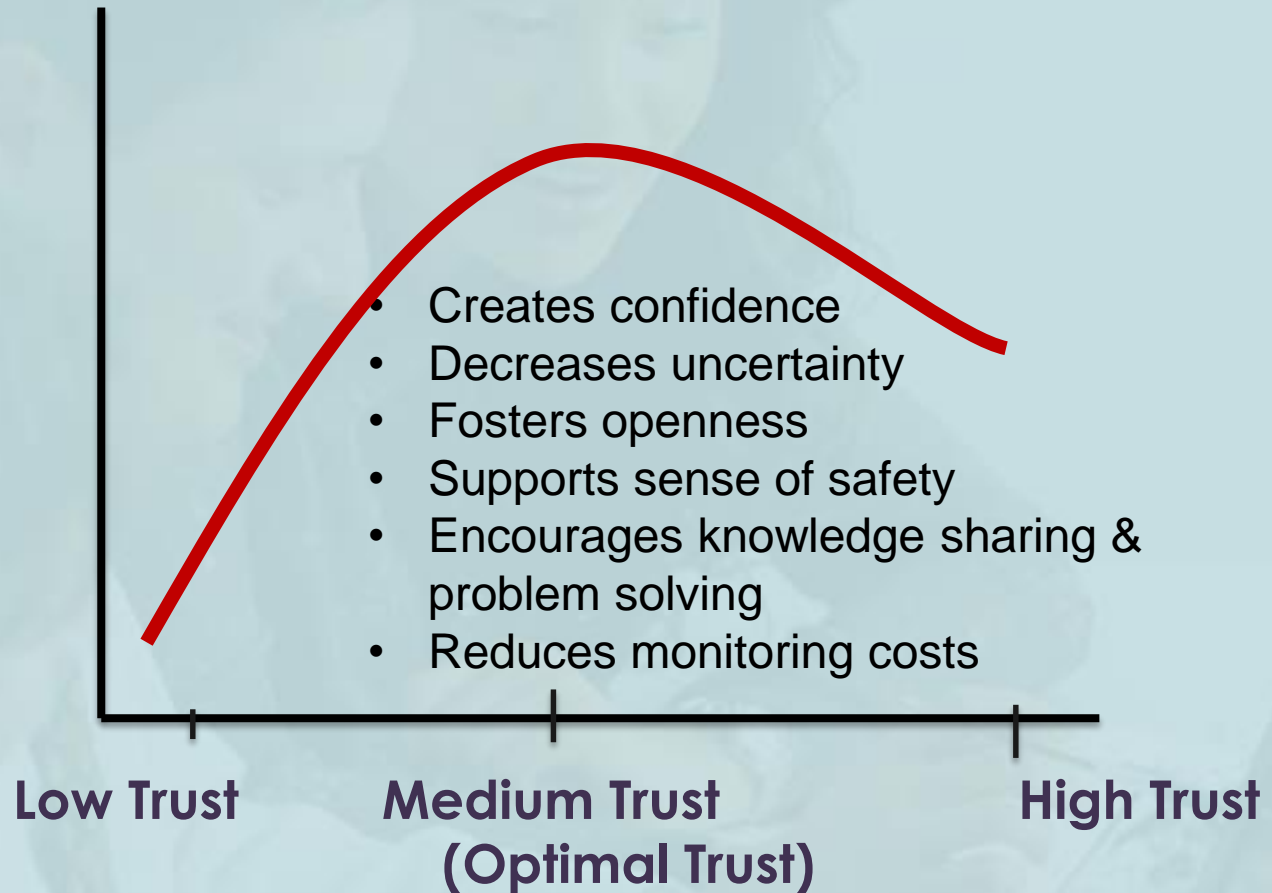 • Creates confidence
• Decreases uncertainty
• Fosters openness
• Supports sense of safety
• Encourages knowledge sharing &
problem solving
• Reduces monitoring costs
Low Trust Medium Trust High Trust
(Optimal Trust)